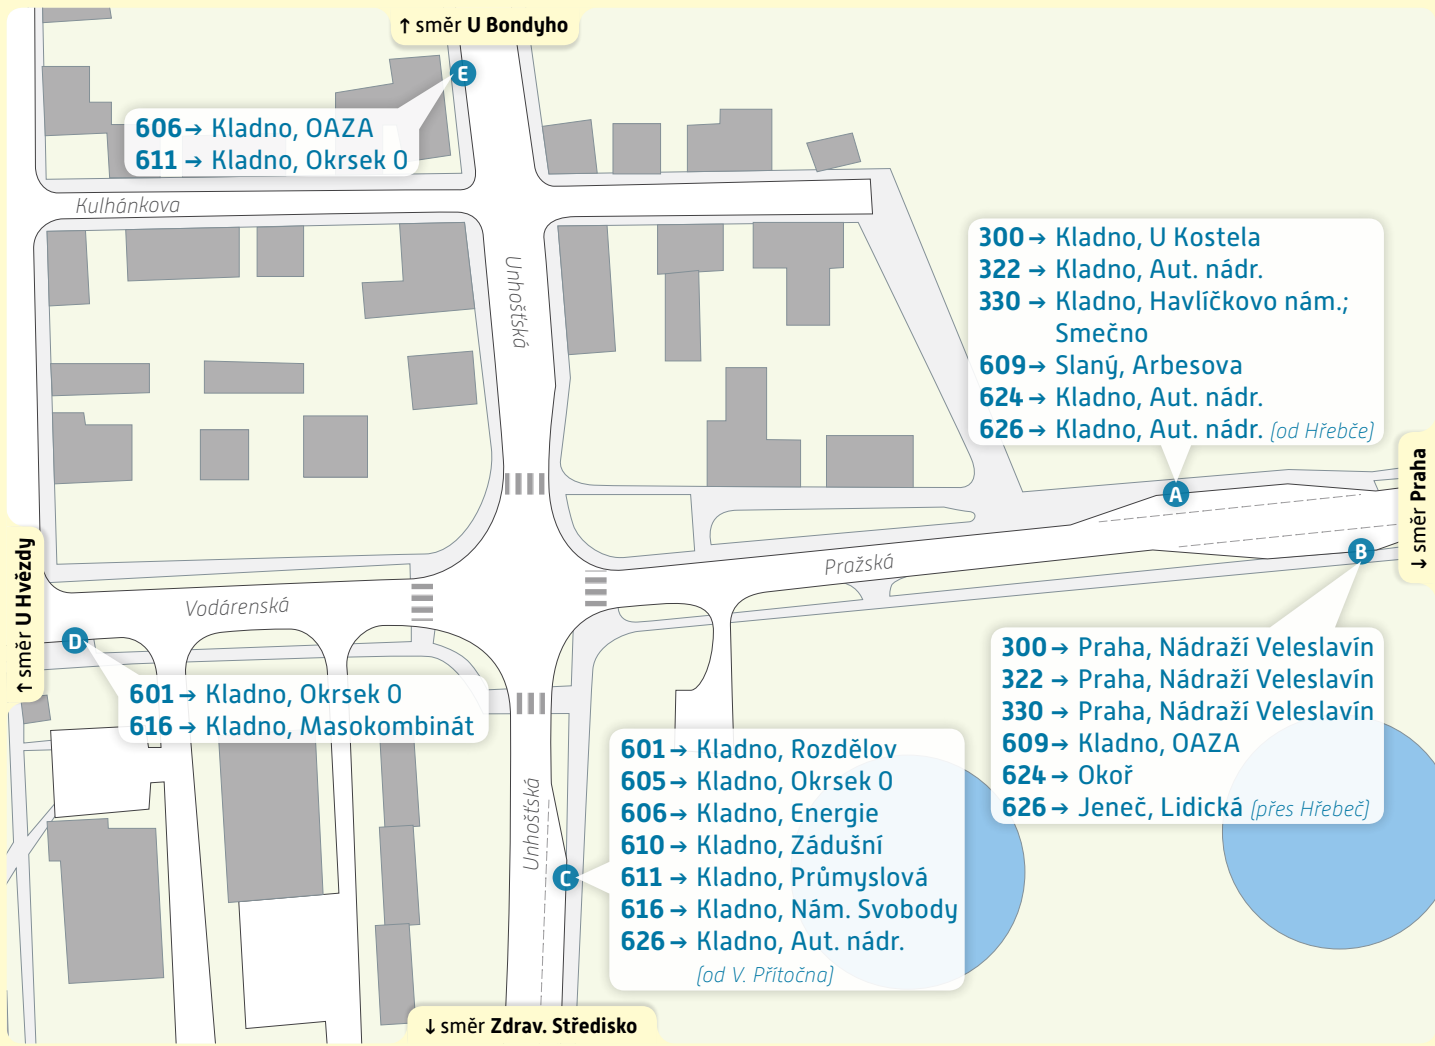 ↑ směr U Bondyho
E
606 → Kladno, OAZA
611 → Kladno, Okrsek 0
Kulhánkova
Unhošťská
300 → Kladno, U Kostela
322 → Kladno, Aut. nádr.
330 → Kladno, Havlíčkovo nám.;
Smečno
609 → Slaný, Arbesova
624 → Kladno, Aut. nádr.
626 → Kladno, Aut. nádr. (od Hřebče)
A
↓ směr Praha
B
Pražská
↑ směr U Hvězdy
Vodárenská
D
601 → Kladno, Okrsek 0
616 → Kladno, Masokombinát
300 → Praha, Nádraží Veleslavín
322 → Praha, Nádraží Veleslavín
330 → Praha, Nádraží Veleslavín
609 → Kladno, OAZA
624 → Okoř
626 → Jeneč, Lidická (přes Hřebeč)
Unhošťská
C
601 → Kladno, Rozdělov
605 → Kladno, Okrsek 0
606 → Kladno, Energie
610 → Kladno, Zádušní
611 → Kladno, Průmyslová
616 → Kladno, Nám. Svobody
626 → Kladno, Aut. nádr.
(od V. Přítočna)
↓ směr Zdrav. Středisko